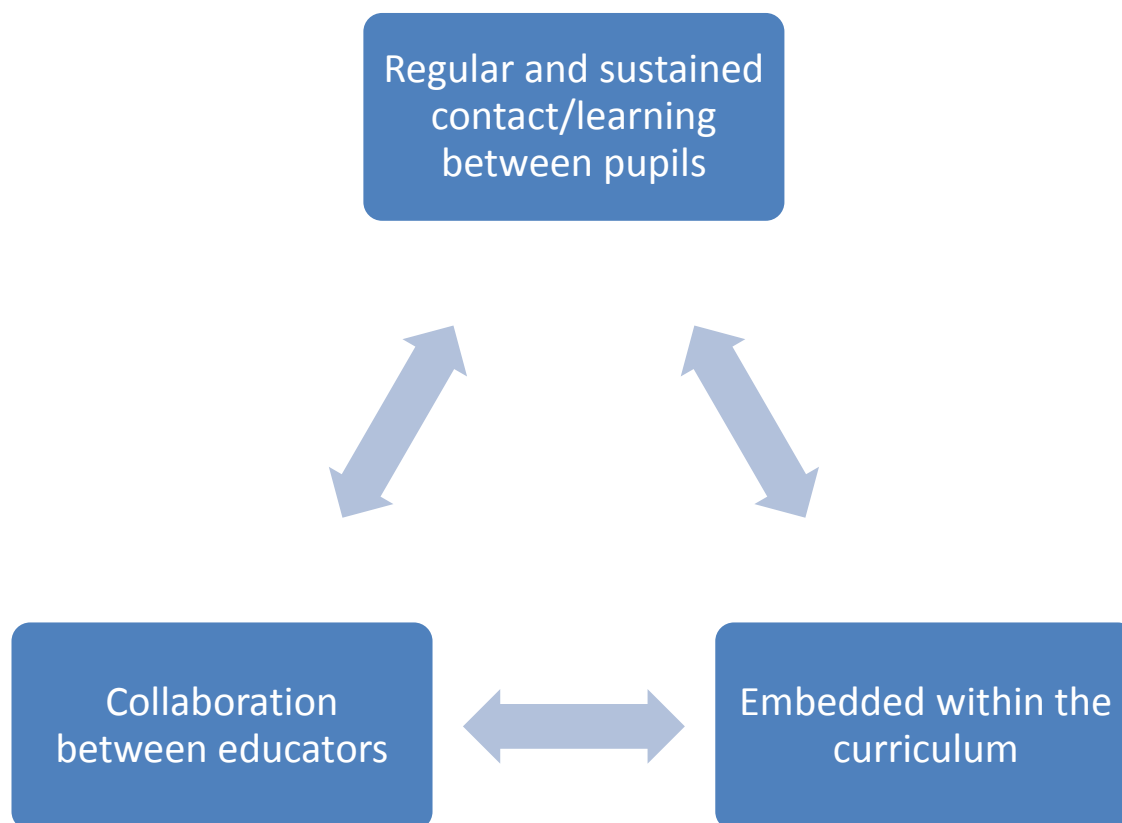 Regular and sustained
contact/learning
between pupils
Collaboration
between educators
Embedded within the
curriculum